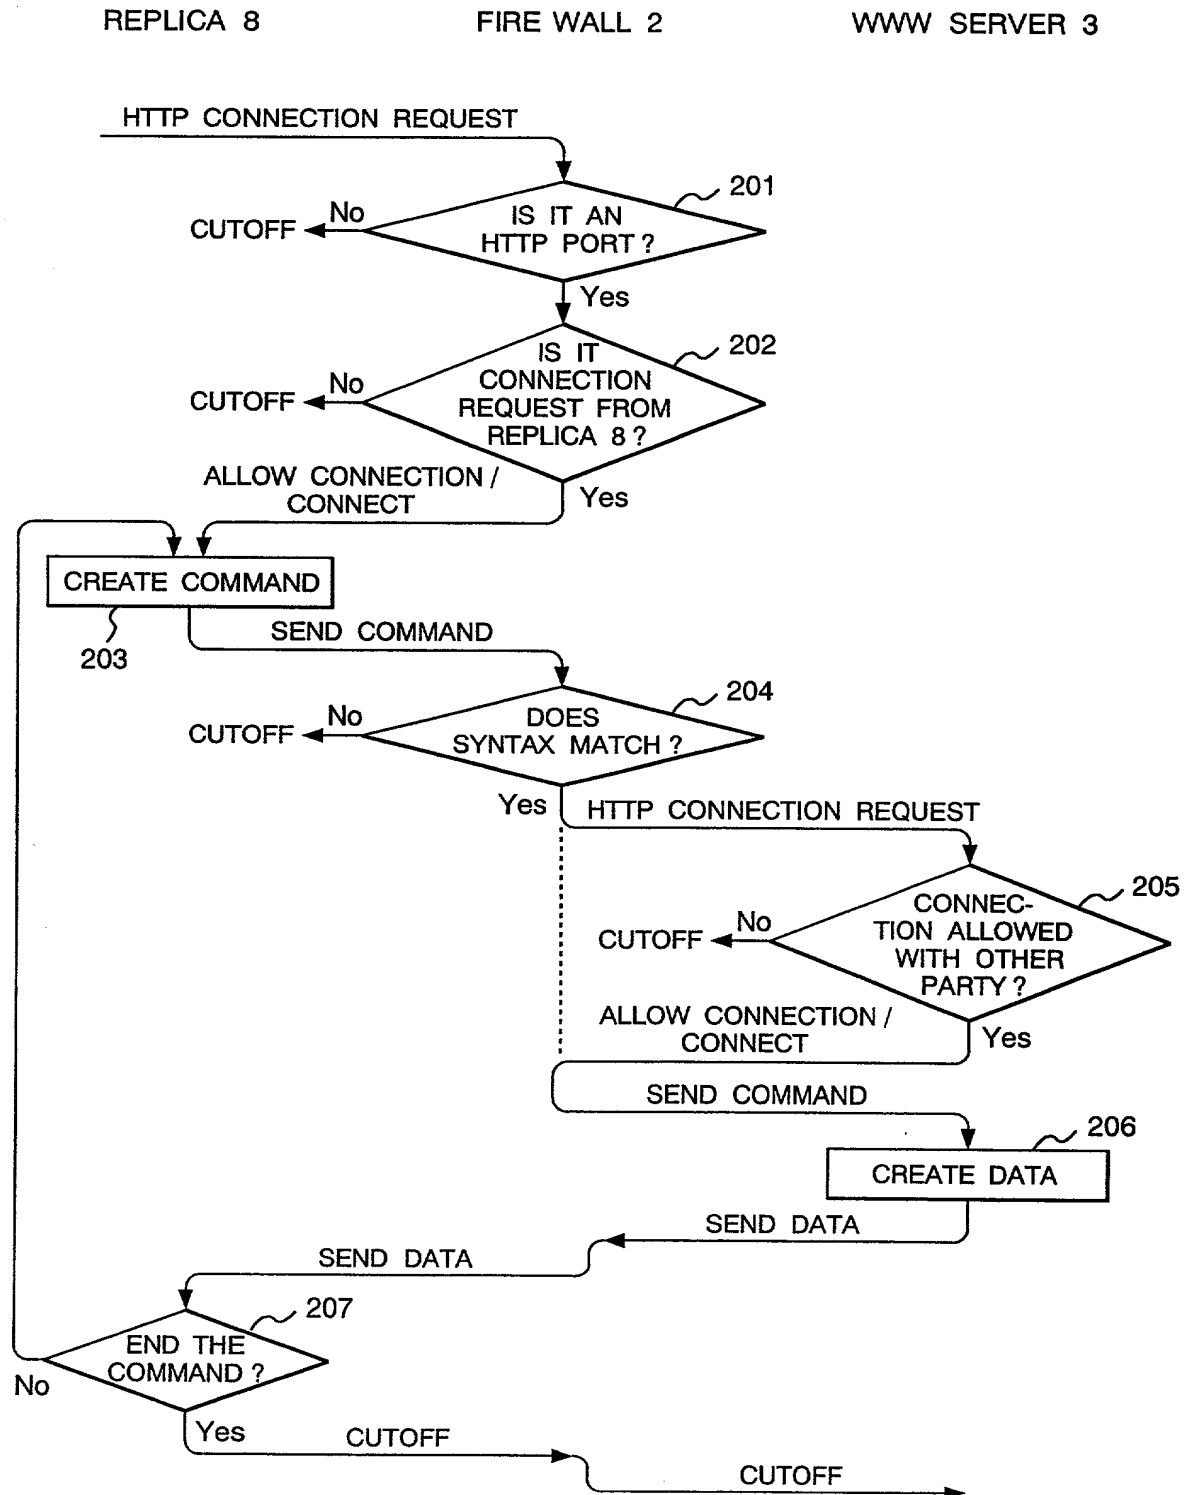 REPLICA 8
FIRE WALL 2
WWW SERVER 3
HTTP CONNECTION REQUEST
201
IS IT AN
HTTP PORT?
No
CUTOFF
Yes
202
IS IT
CONNECTION
REQUEST FROM
REPLICA 8?
No
CUTOFF
Yes
ALLOW CONNECTION /
CONNECT
CREATE COMMAND
203
SEND COMMAND
204
DOES
SYNTAX MATCH?
No
CUTOFF
Yes
HTTP CONNECTION REQUEST
205
CONNEC-
TION ALLOWED
WITH OTHER
PARTY?
No
CUTOFF
Yes
ALLOW CONNECTION /
CONNECT
SEND COMMAND
206
CREATE DATA
SEND DATA
SEND DATA
207
END THE
COMMAND?
No
Yes
CUTOFF
CUTOFF